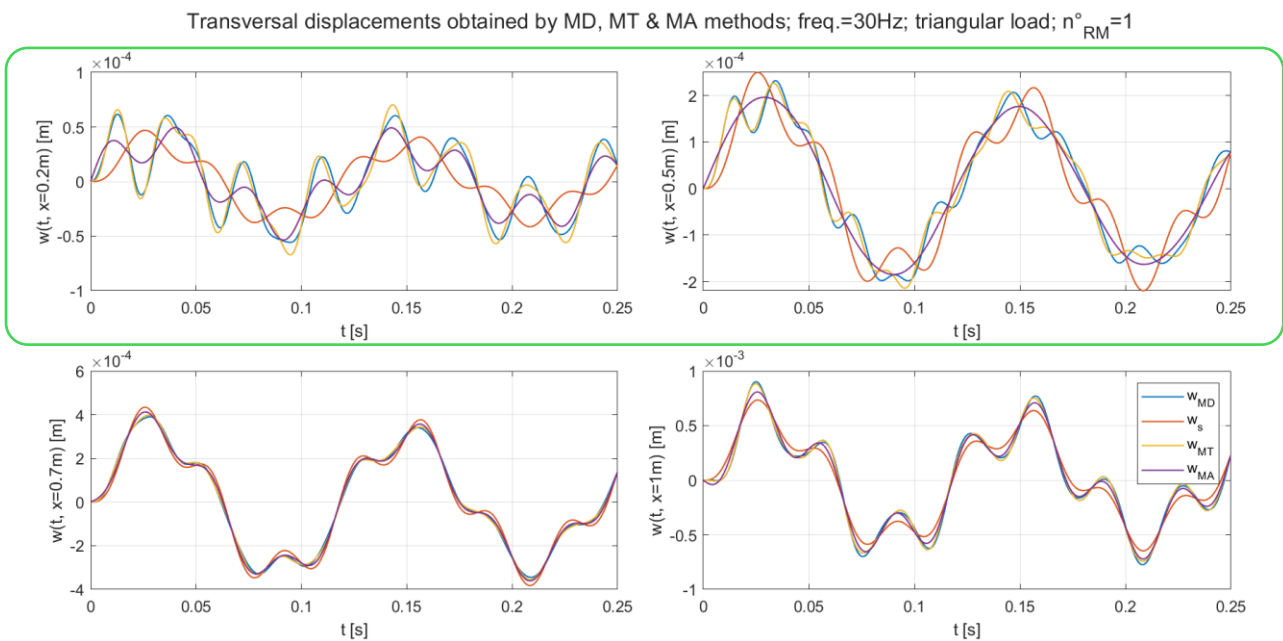 Transversal displacements obtained by MD, MT & MA methods; freq.=30Hz; triangular load; n°RM=1
×10-4
w(t, x=0.2m) [m]
1
0.5
0
-0.5
-1
0 0.05 0.1 0.15 0.2 0.25
t [s]
×10-4
w(t, x=0.5m) [m]
2
1
0
-1
-2
0 0.05 0.1 0.15 0.2 0.25
t [s]
×10-4
w(t, x=0.7m) [m]
6
4
2
0
-2
-4
0 0.05 0.1 0.15 0.2 0.25
t [s]
×10-3
w(t, x=1m) [m]
1
0.5
0
-0.5
-1
0 0.05 0.1 0.15 0.2 0.25
t [s]
wMD
ws
wMT
wMA